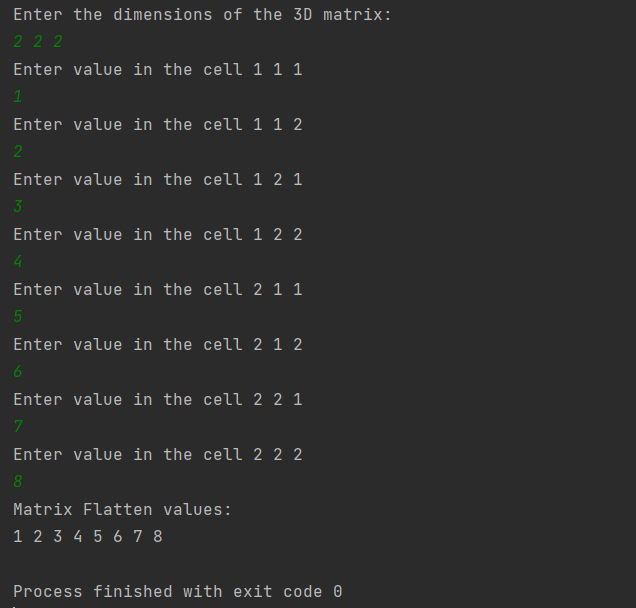 Enter the dimensions of the 3D matrix:
2 2 2
Enter value in the cell 1 1 1
1
Enter value in the cell 1 1 2
2
Enter value in the cell 1 2 1
3
Enter value in the cell 1 2 2
4
Enter value in the cell 2 1 1
5
Enter value in the cell 2 1 2
6
Enter value in the cell 2 2 1
7
Enter value in the cell 2 2 2
8
Matrix Flatten values:
1 2 3 4 5 6 7 8
Process finished with exit code 0